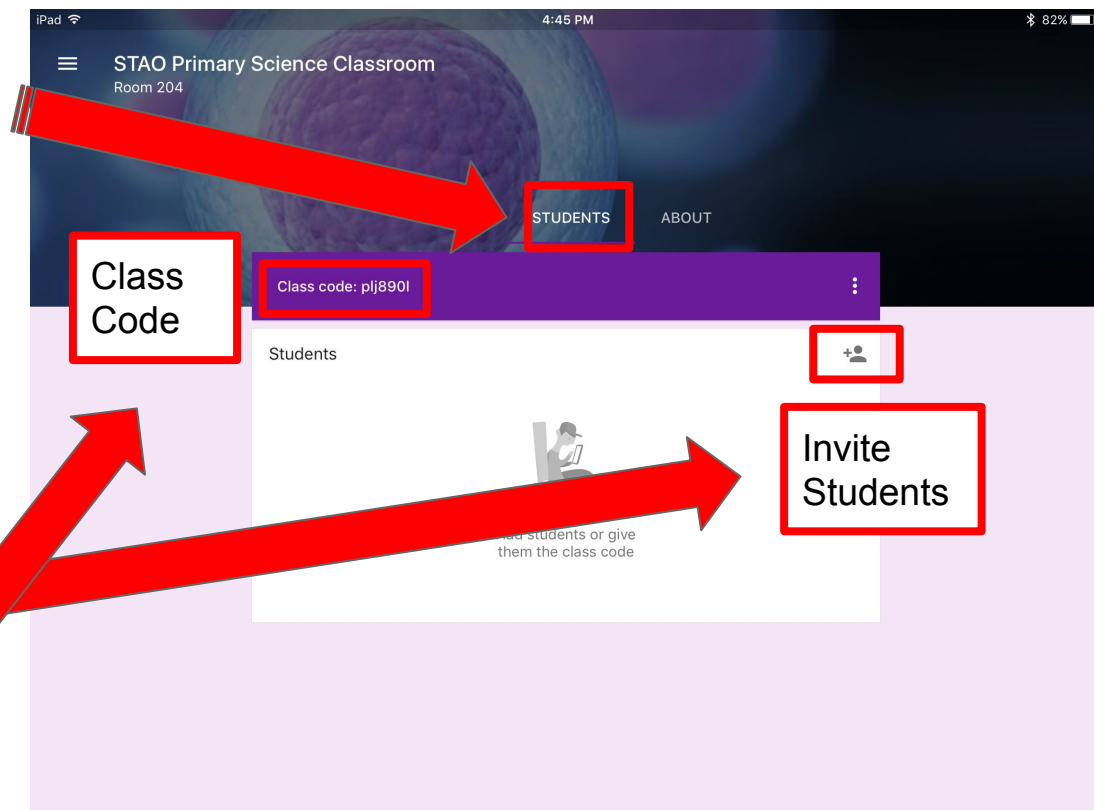 iPad 4:45 PM 82%
STAO Primary Science Classroom
Room 204
STUDENTS ABOUT
Class
Code
Class code: plj890l
Students
Invite
Students
students or give
them the class code